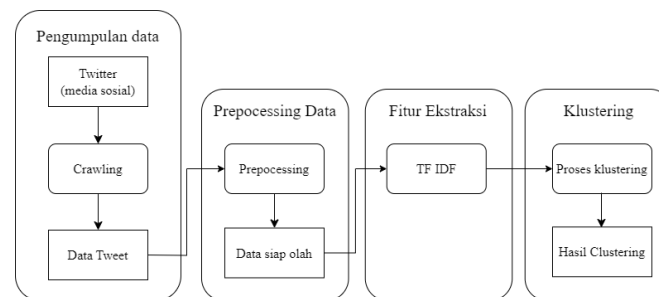 Pengumpulan data
Twitter
(media sosial)
Crawling
Data Tweet
Prepocessing Data
Prepocessing
Data siap olah
Fitur Ekstraksi
TF IDF
Klustering
Proses klustering
Hasil Clustering